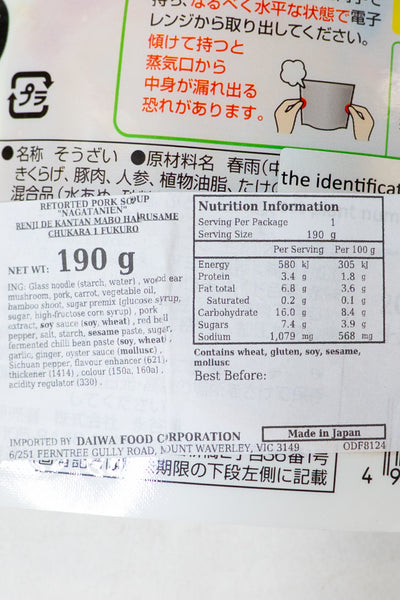 なるべく水平な状態で電子
レンジから取り出してください。
傾けて持つと
蒸気口から
中身が漏れ出る
恐れがあります。
プラ
●名称 そうざい ●原材料名 春雨(中
きくらげ、豚肉、人参、植物油脂、たけ
混合品(水あめ、
the identificat
RETORTED PORK SOUP
"NAGATANIEN"
RENJI DE KANTAN MABO HARUSAME
CHUKARA 1 FUKURO
NET WT: 190 g
ING. Glass noodle (starch, water) , wood ear
mushroom, pork, carrot, vegetable oil,
bamboo shoot, sugar premix (glucose syrup,
sugar, high-fructose corn syrup) , pork
extract, soy sauce (soy, wheat) , red bell
pepper, salt, starch, sesame paste, sugar,
fermented chilli bean paste (soy, wheat) ,
garlic, ginger, oyster sauce (mollusc) ,
Sichuan pepper, flavour enhancer (621) ,
thickener (1414) , colour (150a, 160a) ,
acidity regulator (330) .
Nutrition Information
Serving Per Package 1
Serving Size 190 g
Per Serving Per 100 g
Energy 580 kJ 305 kJ
Protein 3.4 g 1.8 g
Fat total 6.8 g 3.6 g
Saturated 0.2 g 0.1 g
Carbohydrate 16.0 g 8.4 g
Sugars 7.4 g 3.9 g
Sodium 1,079 mg 568 mg
Contains wheat, gluten, soy, sesame,
mollusc
Best Before:
IMPORTED BY DAIWA FOOD CORPORATION
6/251 FERNTREE GULLY ROAD, MOUNT WAVERLEY, VIC 3149
Made in Japan
ODF8124
期限の下段左側に記載
4 9